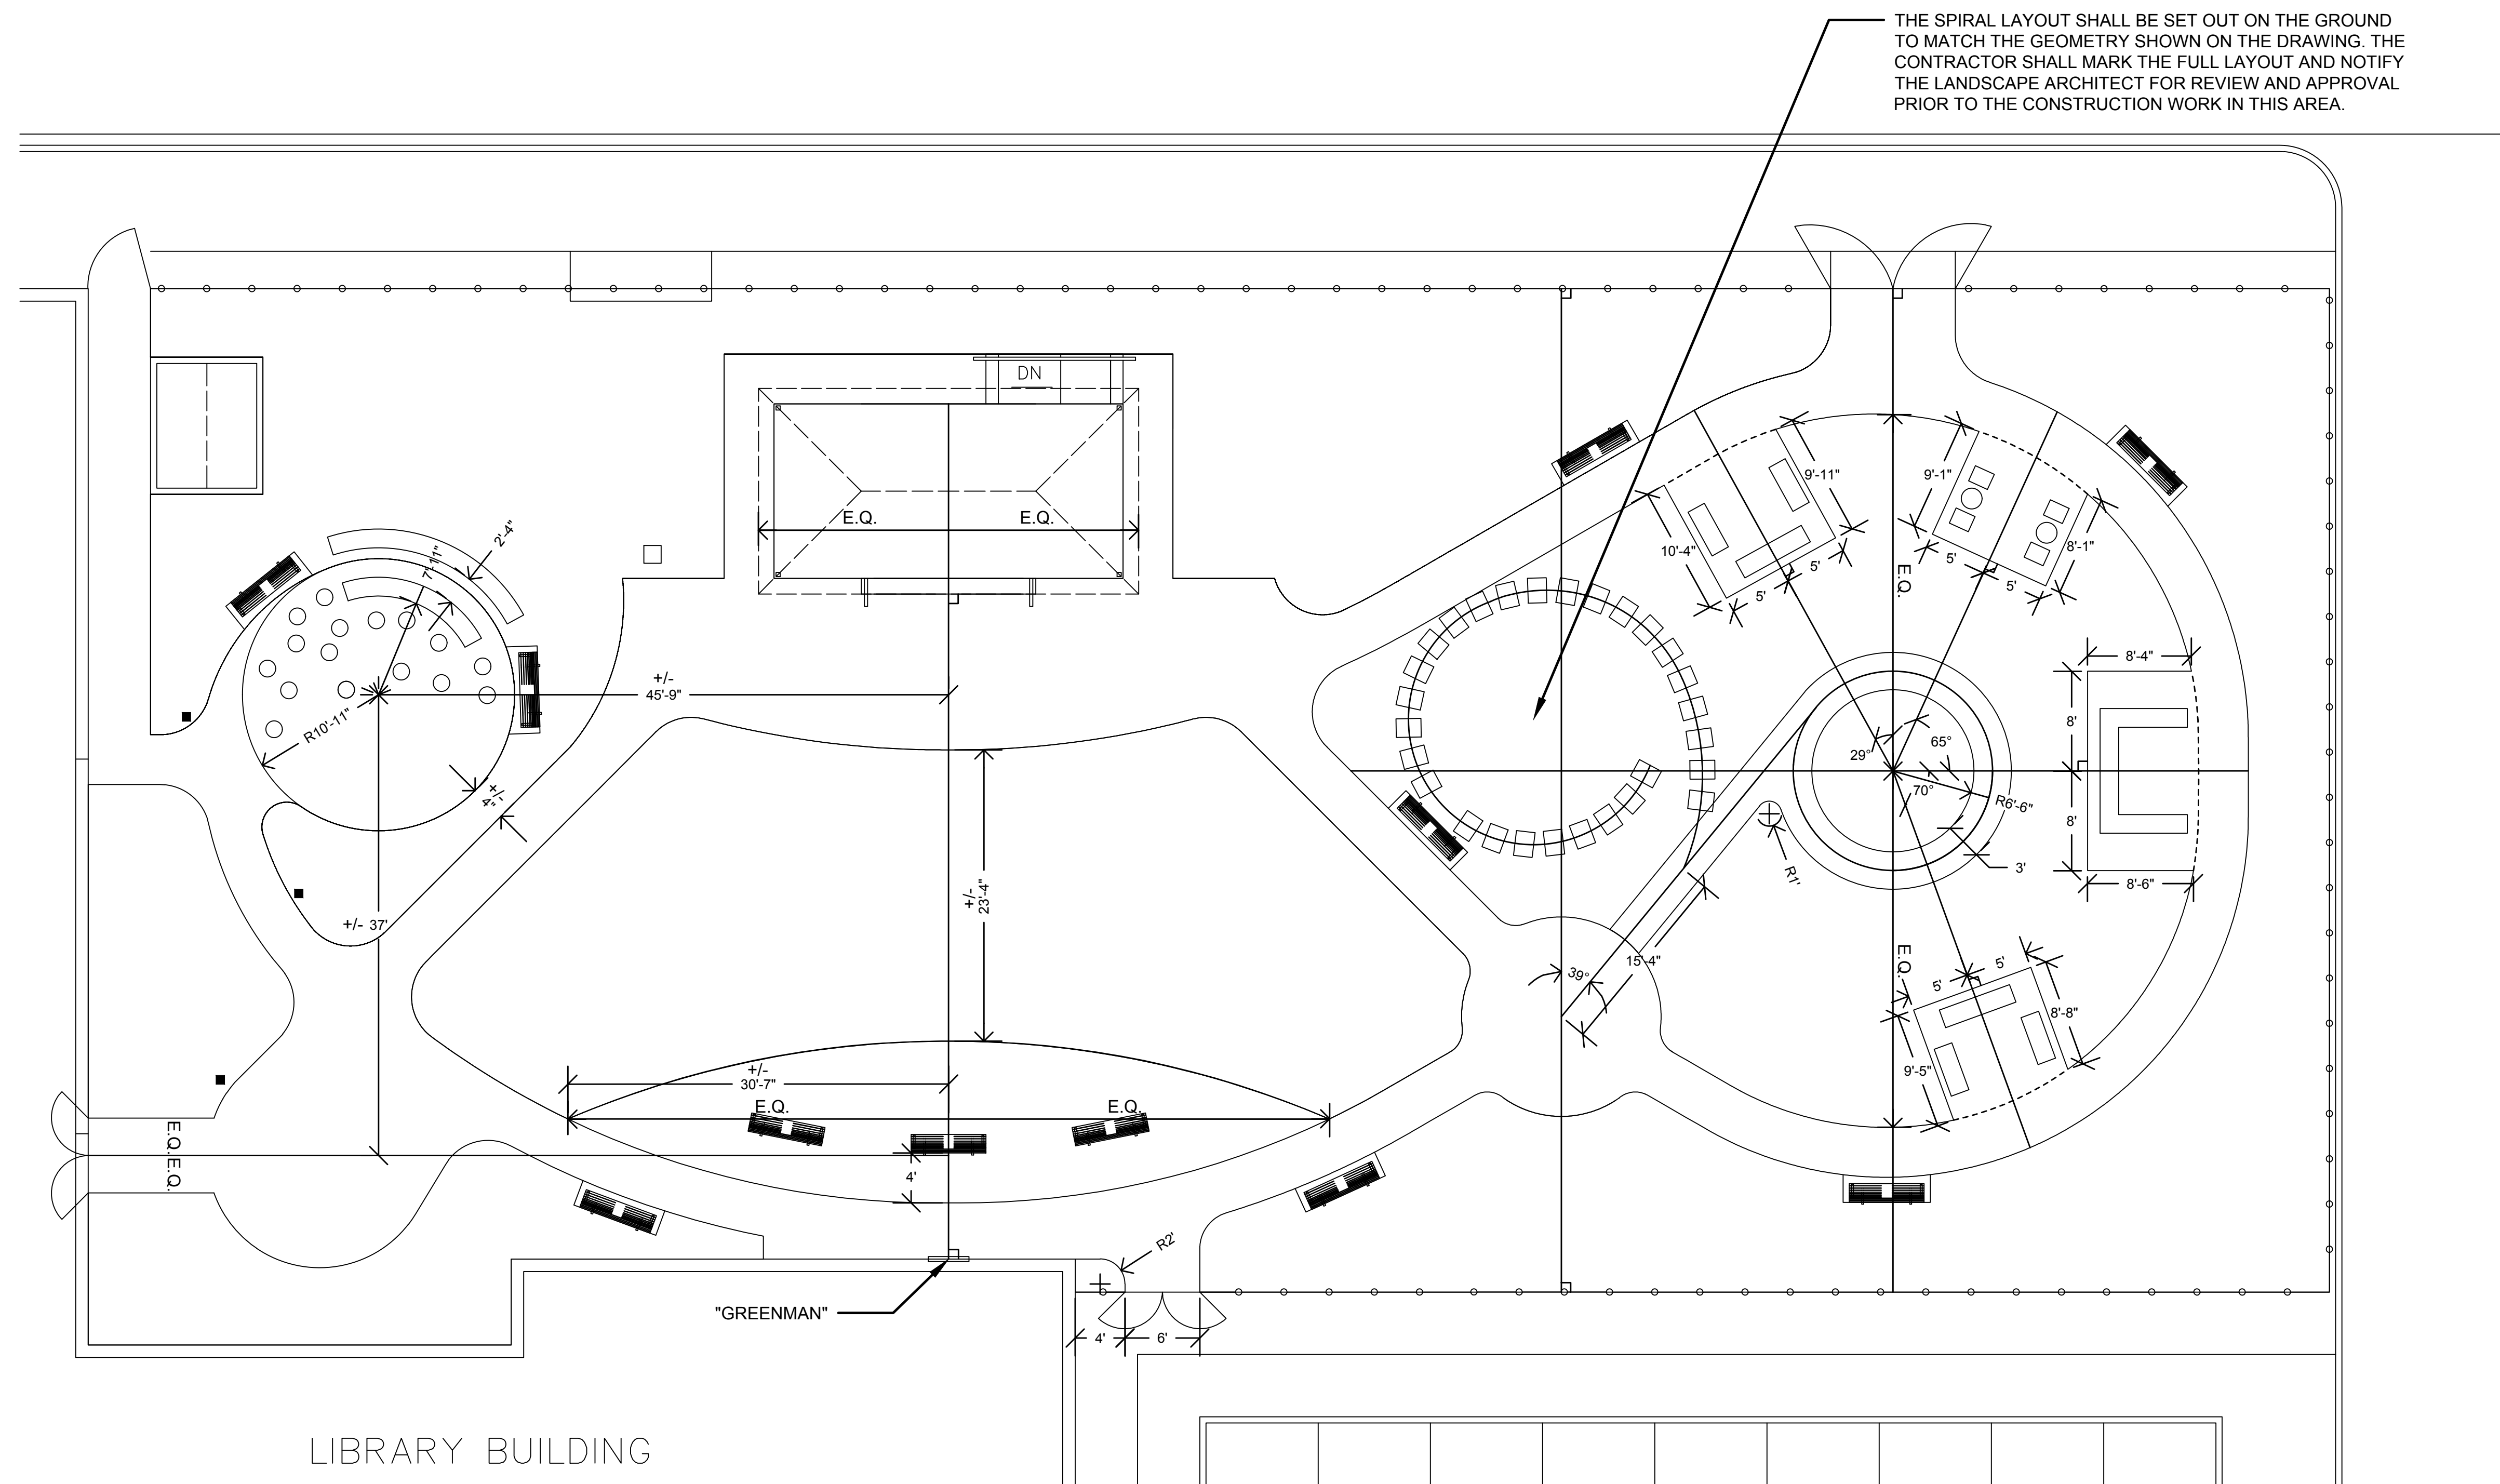 THE SPIRAL LAYOUT SHALL BE SET OUT ON THE GROUND
TO MATCH THE GEOMETRY SHOWN ON THE DRAWING. THE
CONTRACTOR SHALL MARK THE FULL LAYOUT AND NOTIFY
THE LANDSCAPE ARCHITECT FOR REVIEW AND APPROVAL
PRIOR TO THE CONSTRUCTION WORK IN THIS AREA.
DN
E.Q.
E.Q.
2'-4"
7'-11"
R10'-11"
+/-
45'-9"
+/-
4"
+/- 37'
+/-
23'-4"
+/-
30'-7"
E.Q.
E.Q.
4'
E.Q.
E.Q.
"GREENMAN"
R2'
4'
6'
9'-11"
10'-4"
5'
5'
9'-1"
8'-1"
5'
5'
E.Q.
8'-4"
8'
8'
8'-6"
29°
65°
70°
R6'-6"
3'
R1'
15'-4"
39°
E.Q.
5'
5'
8'-8"
9'-5"
LIBRARY BUILDING